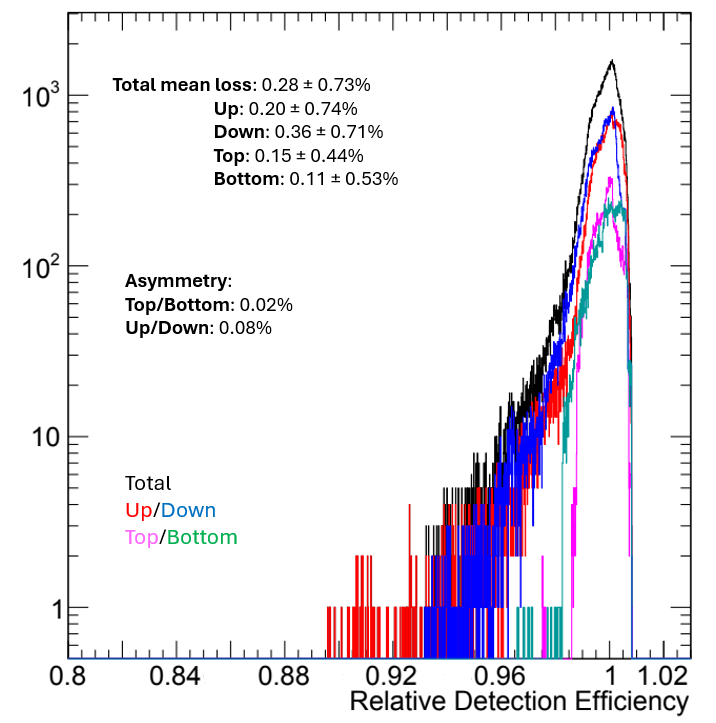 Total mean loss: 0.28 ± 0.73%
Up: 0.20 ± 0.74%
Down: 0.36 ± 0.71%
Top: 0.15 ± 0.44%
Bottom: 0.11 ± 0.53%
Asymmetry:
Top/Bottom: 0.02%
Up/Down: 0.08%
Total
Up/Down
Top/Bottom
10³
10²
10
1
0.8 0.84 0.88 0.92 0.96 1 1.02
Relative Detection Efficiency